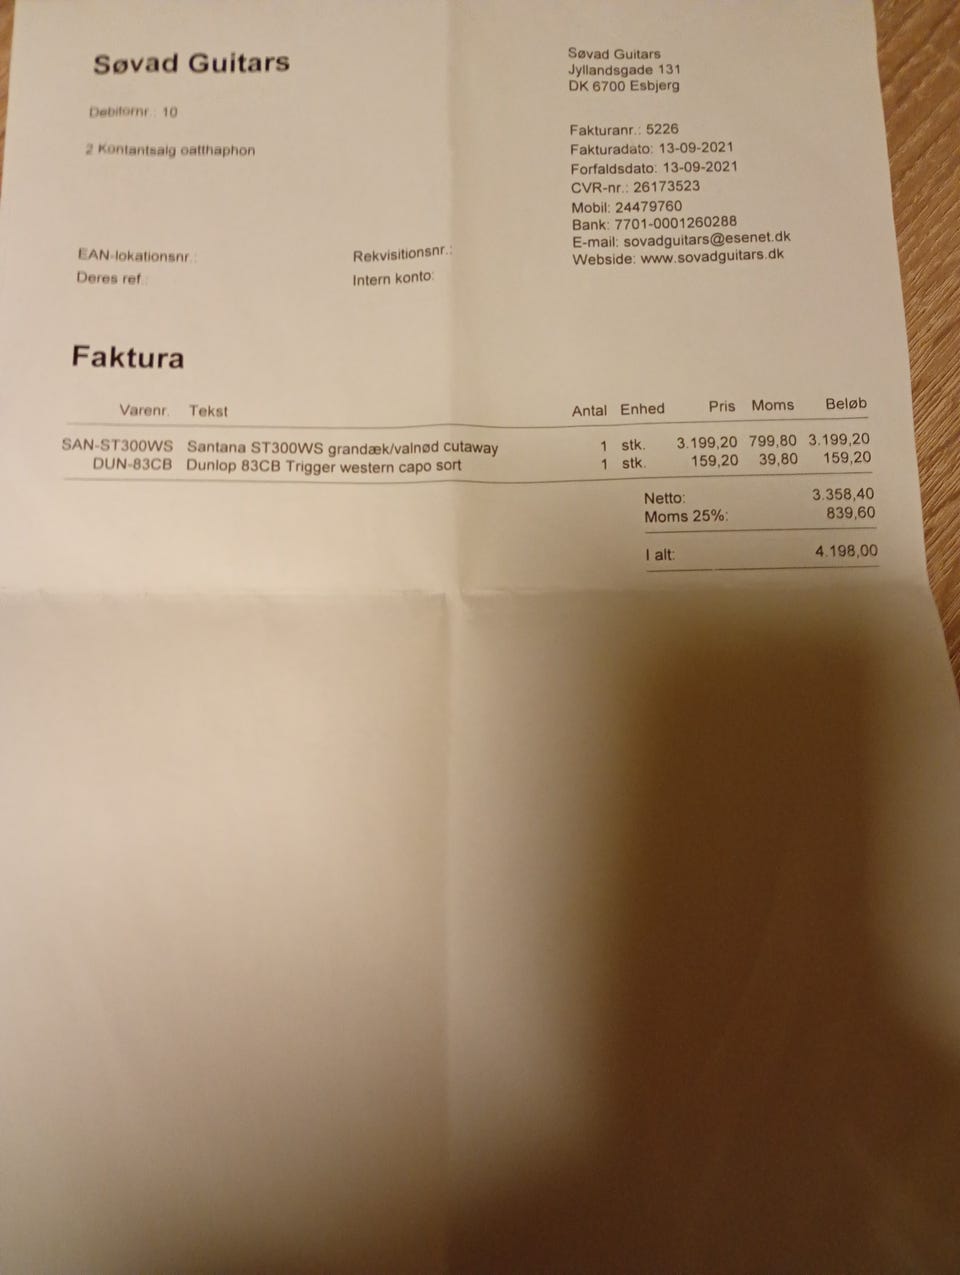 Søvad Guitars
Debitornr.: 10
2 Kontantsalg oatthaphon
EAN-lokationsnr.:
Deres ref.:
Rekvisitionsnr.:
Intern konto:
Søvad Guitars
Jyllandsgade 131
DK 6700 Esbjerg
Fakturanr.: 5226
Fakturadato: 13-09-2021
Forfaldsdato: 13-09-2021
CVR-nr.: 26173523
Mobil: 24479760
Bank: 7701-0001260288
E-mail: sovadguitars@esenet.dk
Webside: www.sovadguitars.dk
Faktura
Varenr. Tekst Antal Enhed Pris Moms Beløb
SAN-ST300WS Santana ST300WS grandæk/valnød cutaway 1 stk. 3.199,20 799,80 3.199,20
DUN-83CB Dunlop 83CB Trigger western capo sort 1 stk. 159,20 39,80 159,20
Netto: 3.358,40
Moms 25%: 839,60
I alt: 4.198,00